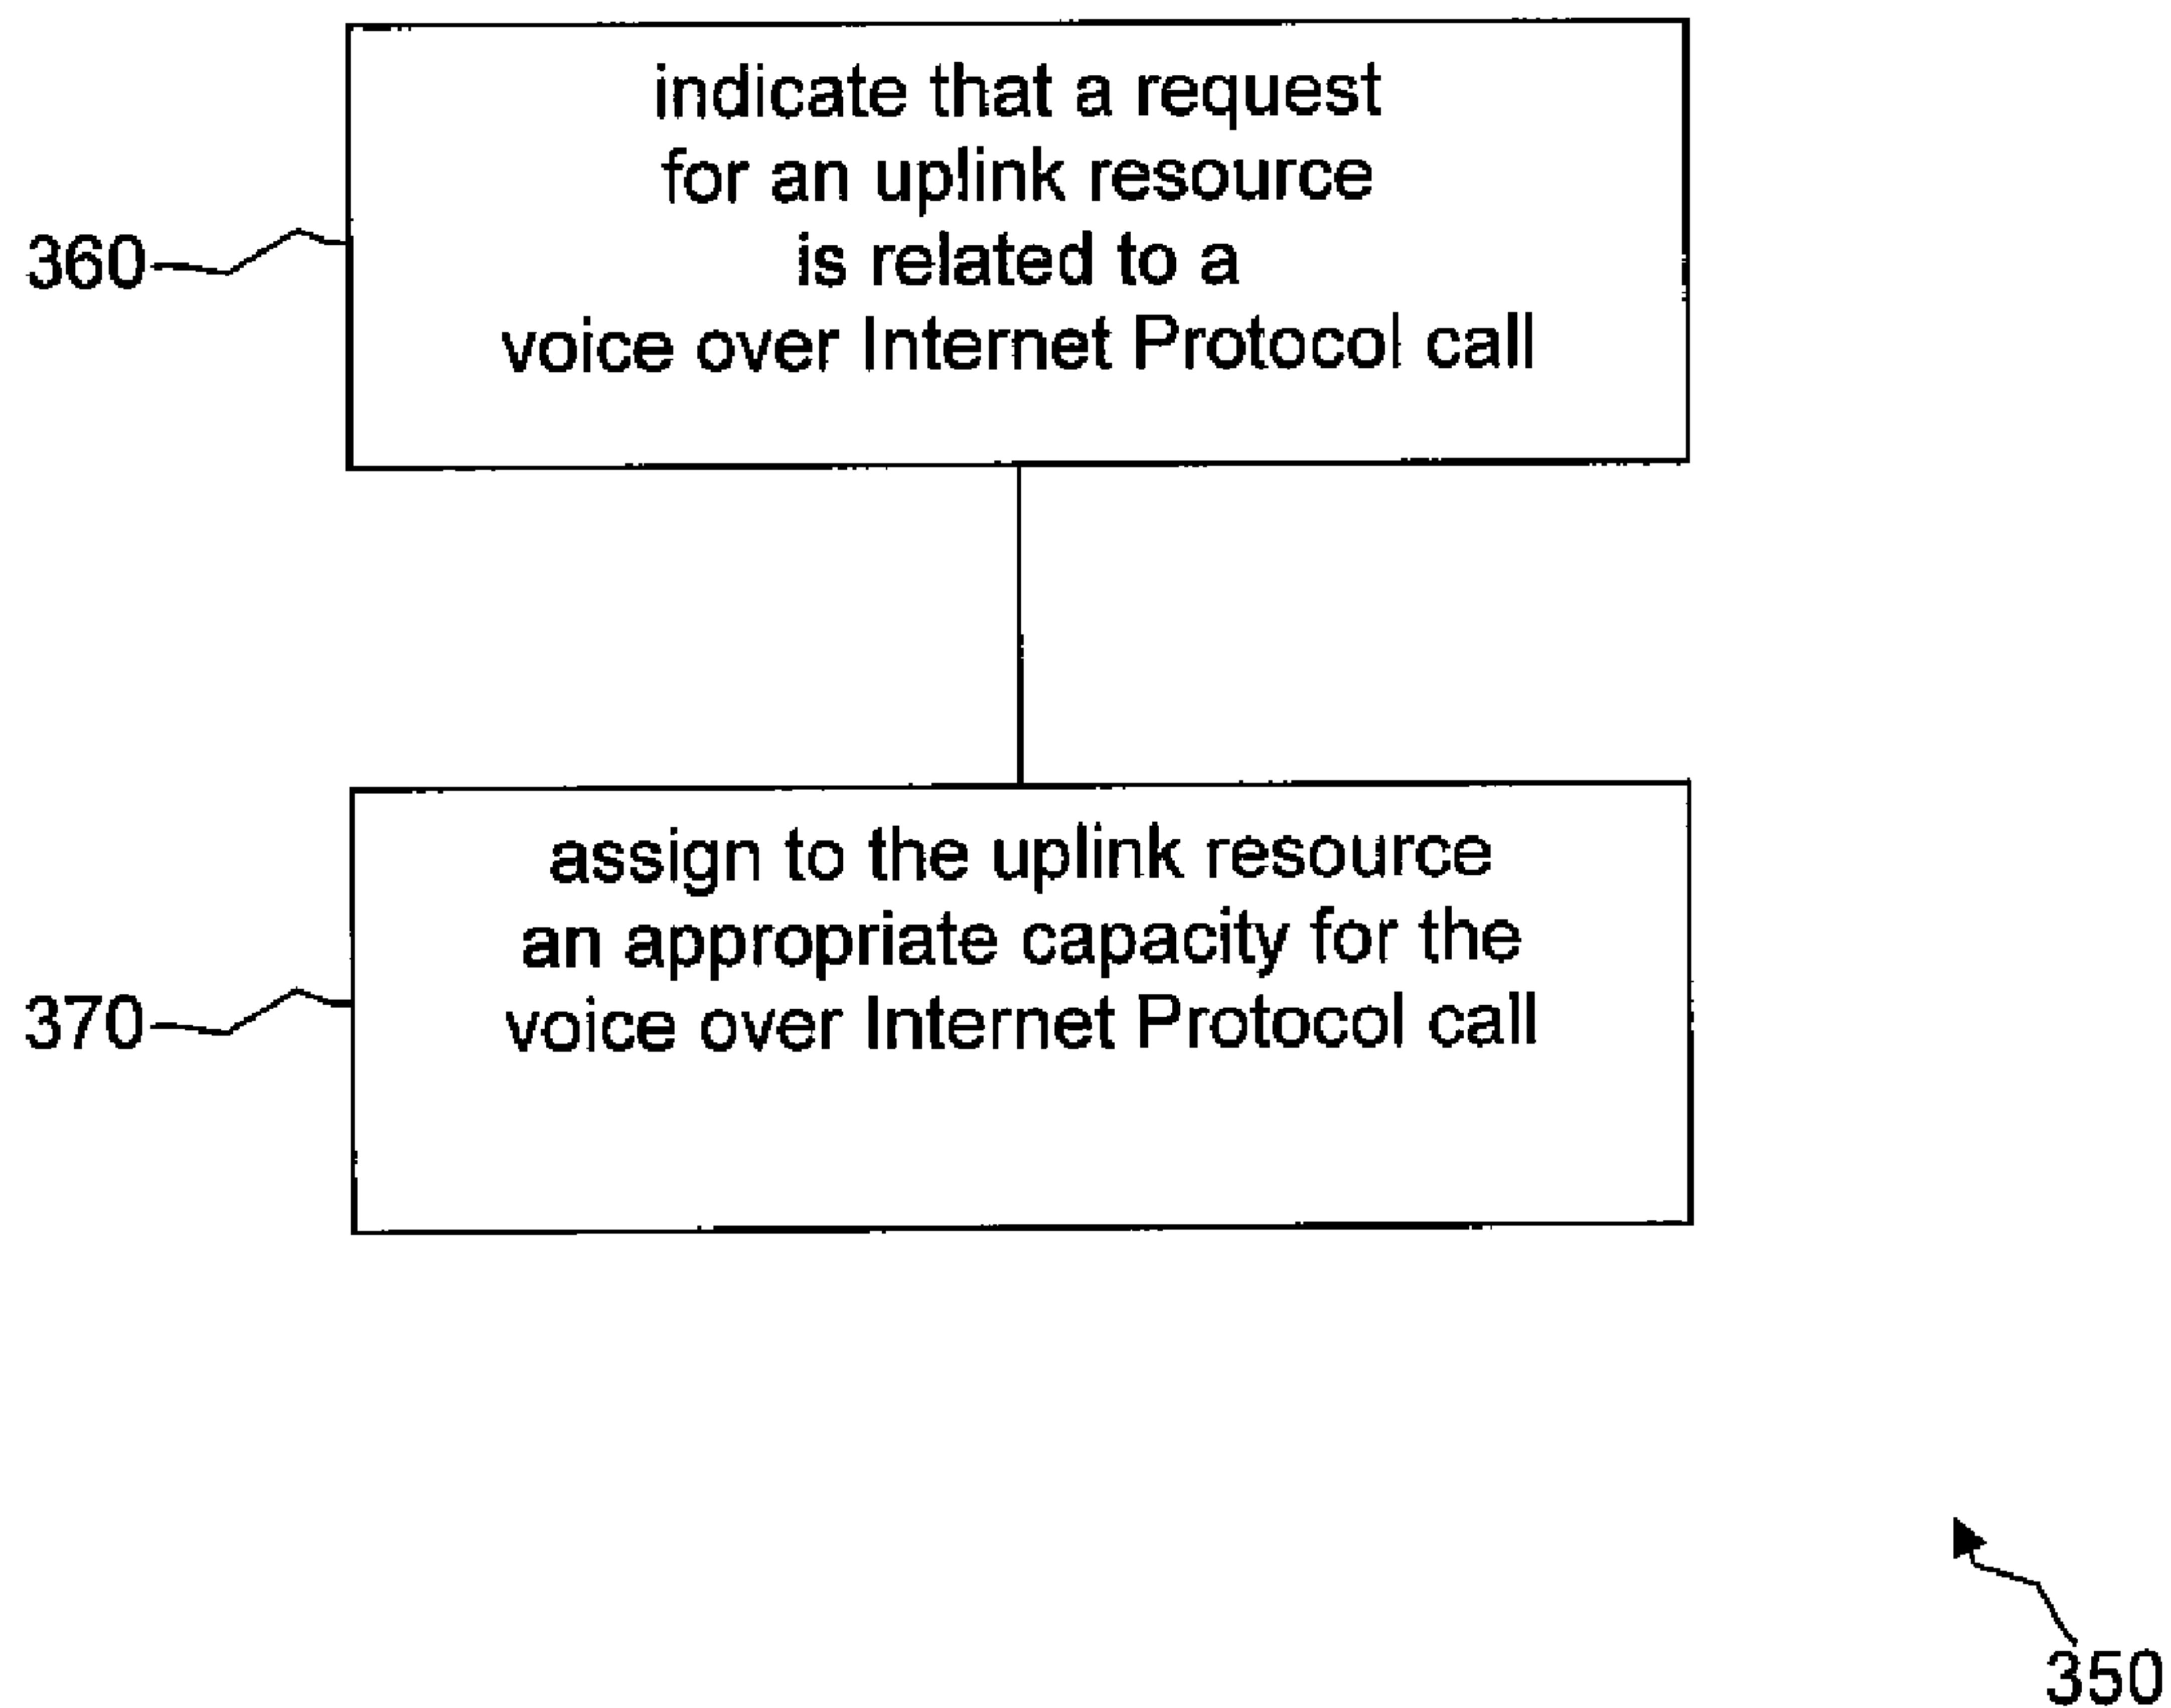 indicate that a request
for an uplink resource
is related to a
voice over Internet Protocol call
360
assign to the uplink resource
an appropriate capacity for the
voice over Internet Protocol call
370
350